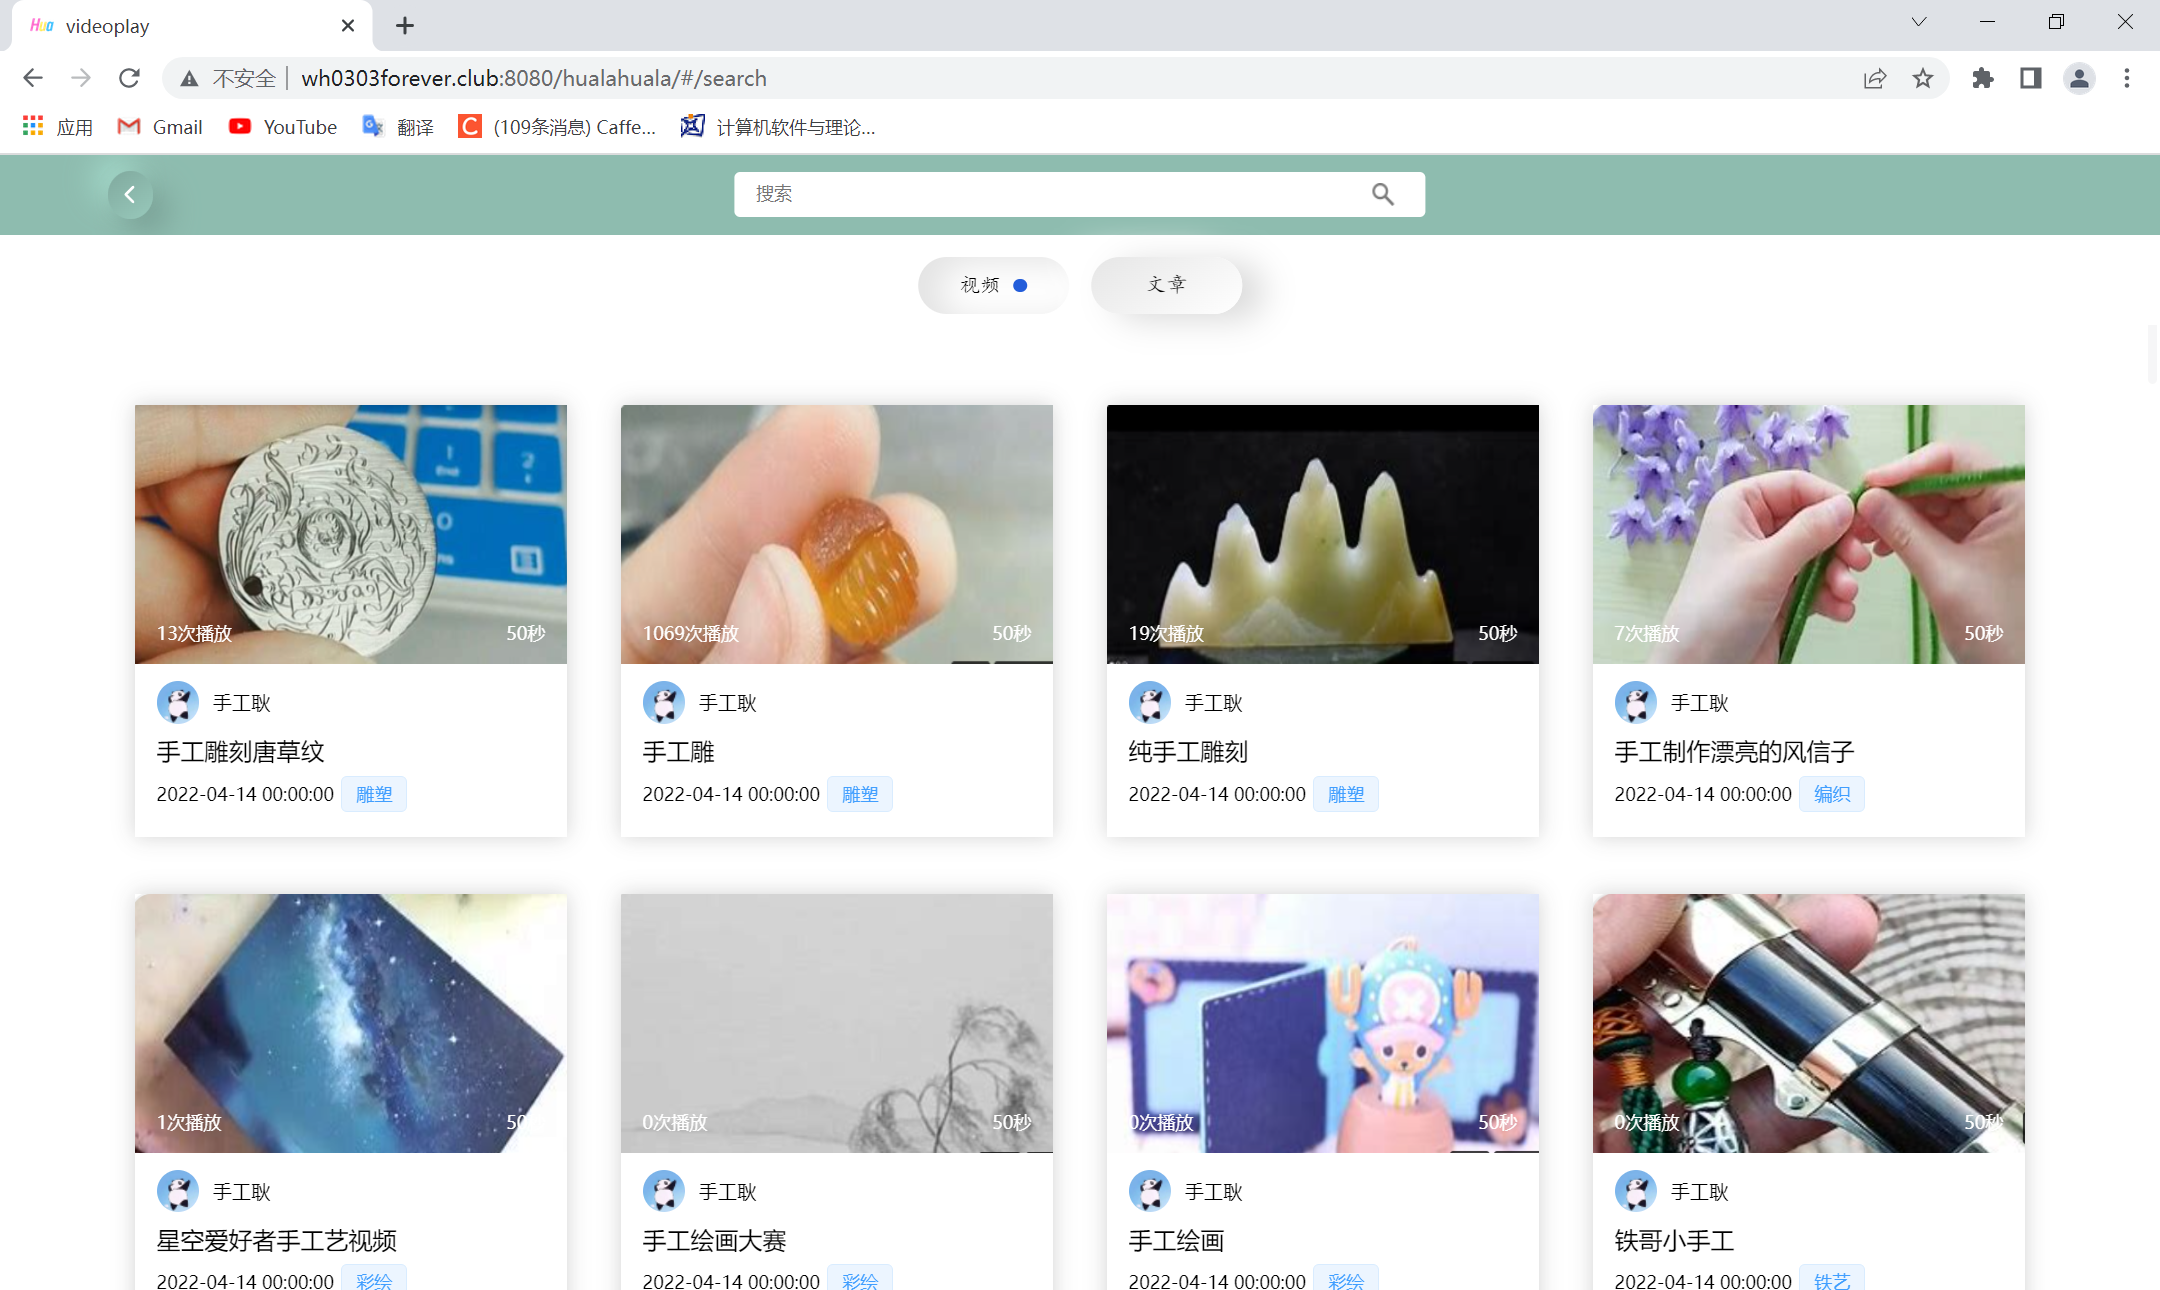 Hua videoplay
不安全 wh0303forever.club:8080/hualahuala/#/search
应用 Gmail YouTube 翻译 (109条消息) Caffe... 计算机软件与理论...
搜索
视频 文章
13次播放 50秒
1069次播放 50秒
19次播放 50秒
7次播放 50秒
手工耿
手工耿
手工耿
手工耿
手工雕刻唐草纹
手工雕
纯手工雕刻
手工制作漂亮的风信子
2022-04-14 00:00:00 雕塑
2022-04-14 00:00:00 雕塑
2022-04-14 00:00:00 雕塑
2022-04-14 00:00:00 编织
1次播放 50
0次播放 50秒
0次播放 50秒
0次播放 50秒
手工耿
手工耿
手工耿
手工耿
星空爱好者手工艺视频
手工绘画大赛
手工绘画
铁哥小手工
2022-04-14 00:00:00 彩绘
2022-04-14 00:00:00 彩绘
2022-04-14 00:00:00 彩绘
2022-04-14 00:00:00 铁艺